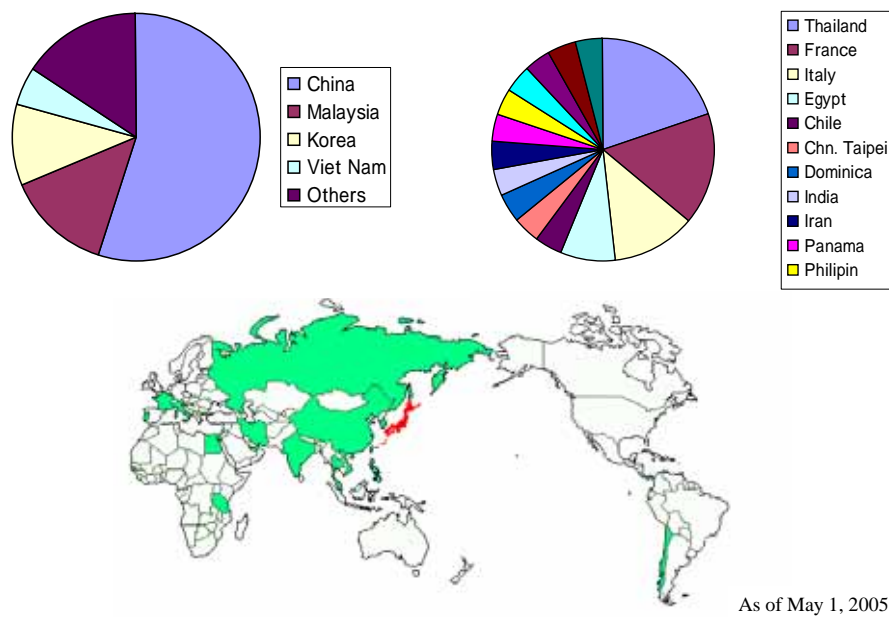 China
Malaysia
Korea
Viet Nam
Others
Thailand
France
Italy
Egypt
Chile
Chn. Taipei
Dominica
India
Iran
Panama
Philipin
As of May 1, 2005